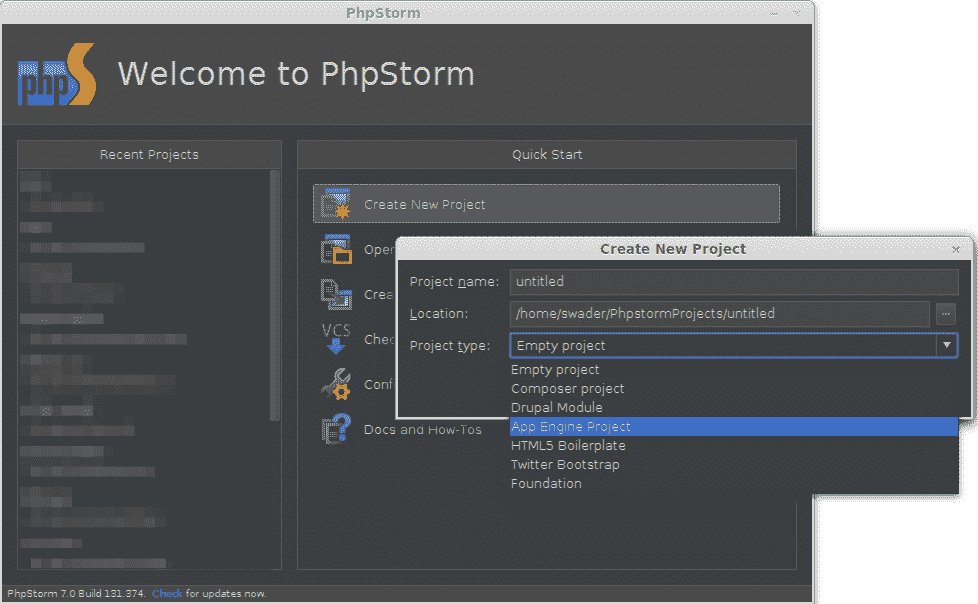 PhpStorm
php S
Welcome to PhpStorm
Recent Projects
Quick Start
Create New Project
Open
Crea
VCS
Chec
Conf
Docs and How-Tos
Create New Project
Project name: untitled
Location: /home/swader/PhpstormProjects/untitled ...
Project type: Empty project
Empty project
Composer project
Drupal Module
App Engine Project
HTML5 Boilerplate
Twitter Bootstrap
Foundation
PhpStorm 7.0 Build 131.374. Check for updates now.